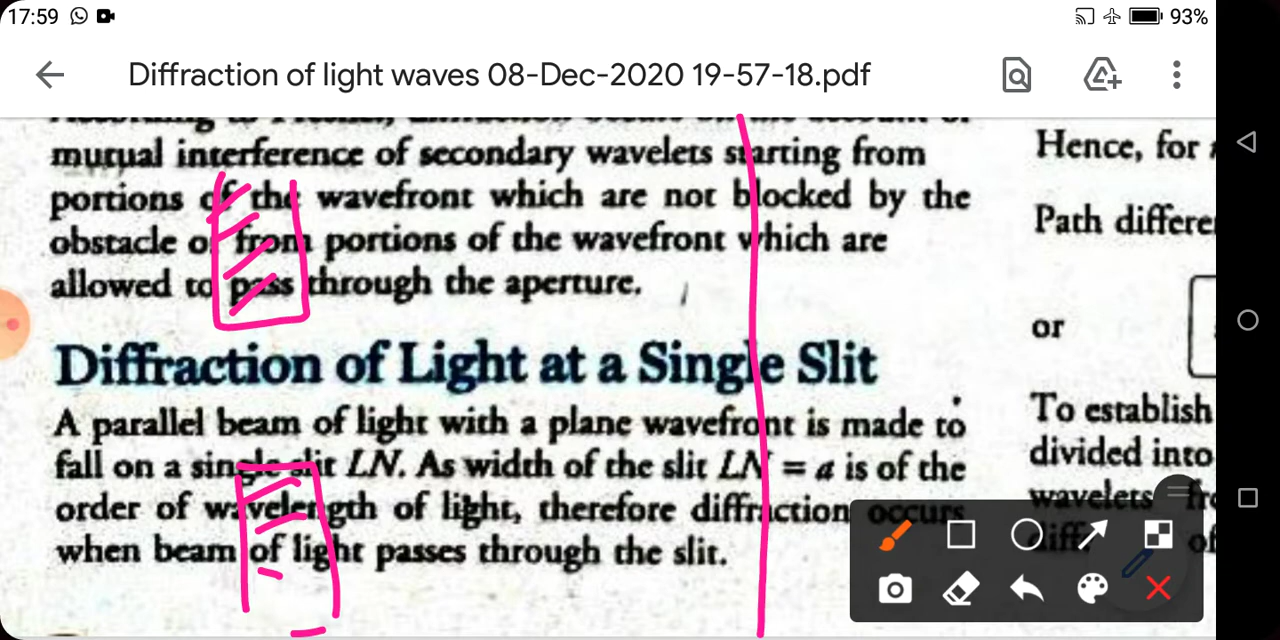 17:59
93%
Diffraction of light waves 08-Dec-2020 19-57-18.pdf
mutual interference of secondary wavelets starting from
portions of the wavefront which are not blocked by the
obstacle or from portions of the wavefront which are
allowed to pass through the aperture.
Diffraction of Light at a Single Slit
A parallel beam of light with a plane wavefront is made to
fall on a single slit LN. As width of the slit LN = a is of the
order of wavelength of light, therefore diffraction occurs
when beam of light passes through the slit.
Hence, for
Path differe
or
To establish
divided into
wavelets
of